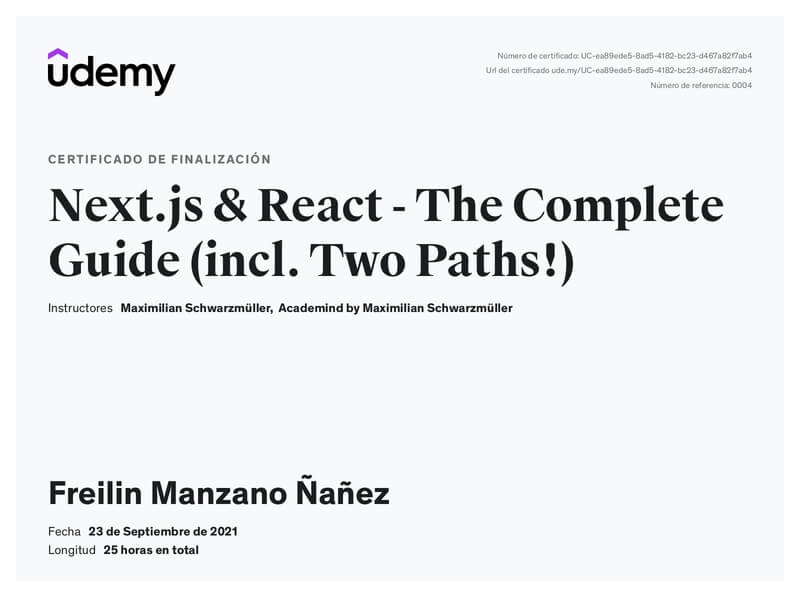 udemy
Número de certificado: UC-ea89ede5-8ad5-4182-bc23-d467a82f7ab4
Url del certificado ude.my/UC-ea89ede5-8ad5-4182-bc23-d467a82f7ab4
Número de referencia: 0004
CERTIFICADO DE FINALIZACIÓN
Next.js & React - The Complete
Guide (incl. Two Paths!)
Instructores Maximilian Schwarzmüller, Academind by Maximilian Schwarzmüller
Freilin Manzano Ñañez
Fecha 23 de Septiembre de 2021
Longitud 25 horas en total